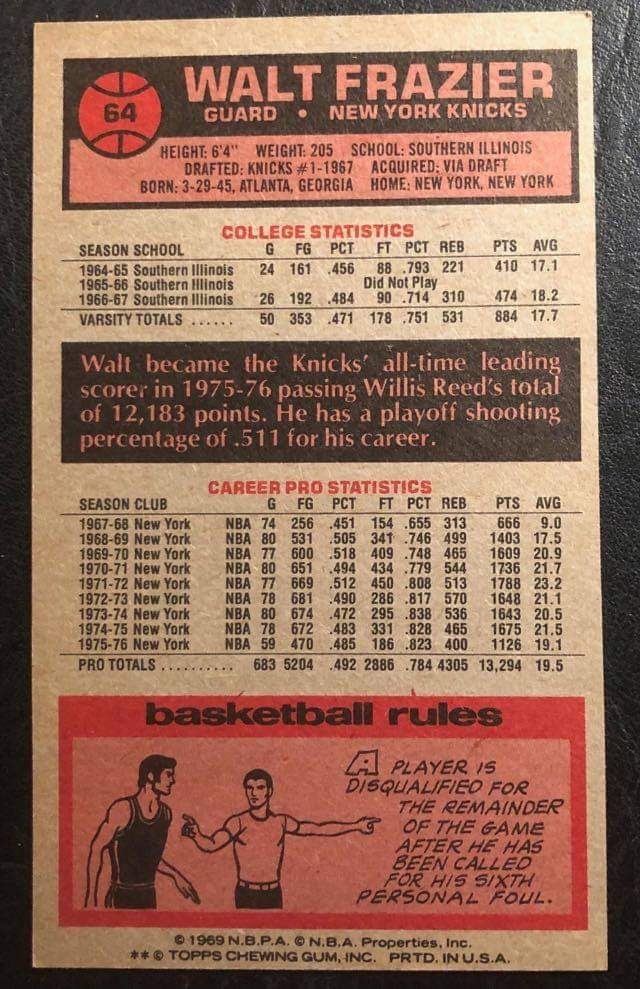 64
WALT FRAZIER
GUARD • NEW YORK KNICKS
HEIGHT: 6'4" WEIGHT: 205 SCHOOL: SOUTHERN ILLINOIS
DRAFTED: KNICKS #1-1967 ACQUIRED: VIA DRAFT
BORN: 3-29-45, ATLANTA, GEORGIA HOME: NEW YORK, NEW YORK
COLLEGE STATISTICS
SEASON SCHOOL G FG PCT FT PCT REB PTS AVG
1964-65 Southern Illinois 24 161 .456 88 .793 221 410 17.1
1965-66 Southern Illinois Did Not Play
1966-67 Southern Illinois 26 192 .484 90 .714 310 474 18.2
VARSITY TOTALS ...... 50 353 .471 178 .751 531 884 17.7
Walt became the Knicks' all-time leading
scorer in 1975-76 passing Willis Reed's total
of 12,183 points. He has a playoff shooting
percentage of .511 for his career.
CAREER PRO STATISTICS
SEASON CLUB G FG PCT FT PCT REB PTS AVG
1967-68 New York NBA 74 256 .451 154 .655 313 666 9.0
1968-69 New York NBA 80 531 .505 341 .746 499 1403 17.5
1969-70 New York NBA 77 600 .518 409 .748 465 1609 20.9
1970-71 New York NBA 80 651 .494 434 .779 544 1736 21.7
1971-72 New York NBA 77 669 .512 450 .808 513 1788 23.2
1972-73 New York NBA 78 681 .490 286 .817 570 1648 21.1
1973-74 New York NBA 80 674 .472 295 .838 536 1643 20.5
1974-75 New York NBA 78 672 .483 331 .828 465 1675 21.5
1975-76 New York NBA 59 470 .485 186 .823 400 1126 19.1
PRO TOTALS .......... 683 5204 .492 2886 .784 4305 13,294 19.5
basketball rules
A PLAYER IS
DISQUALIFIED FOR
THE REMAINDER
OF THE GAME
AFTER HE HAS
BEEN CALLED
FOR HIS SIXTH
PERSONAL FOUL.
© 1969 N.B.P.A. © N.B.A. Properties, Inc.
** © TOPPS CHEWING GUM, INC. PRTD. IN U.S.A.